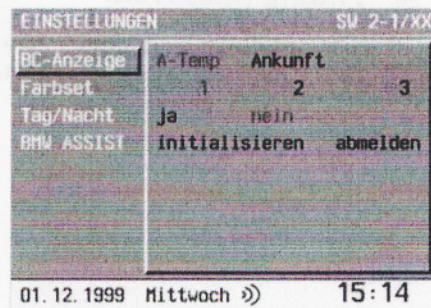 EINSTELLUNGEN SW 2-1/XX
BC-Anzeige A-Temp Ankunft
Farbset 1 2 3
Tag/Nacht ja nein
BMW ASSIST initialisieren abmelden
01.12.1999 Mittwoch 15:14